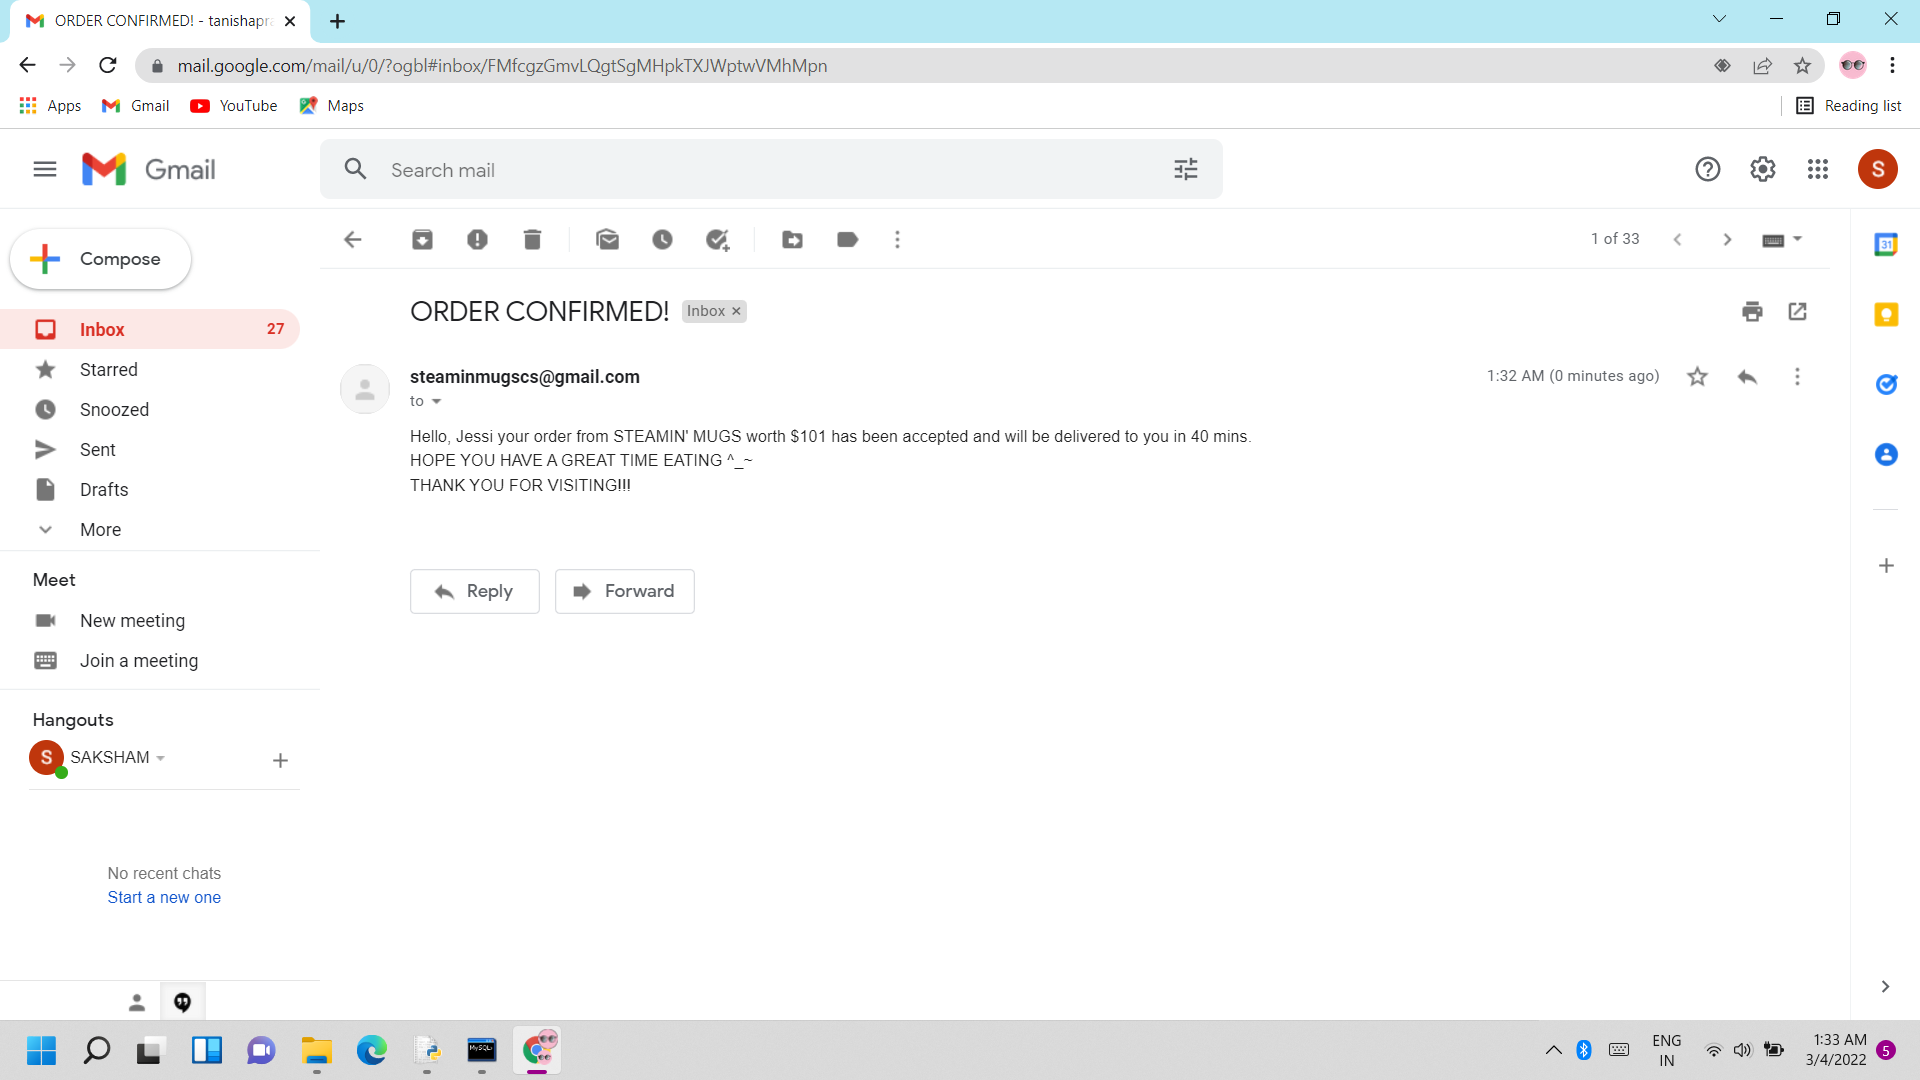 ORDER CONFIRMED! - tanishapra
mail.google.com/mail/u/0/?ogbl#inbox/FMfcgzGmvLQgtSgMHpkTXJWptwVMhMpn
Apps Gmail YouTube Maps Reading list
Gmail
Search mail
S
Compose
1 of 33
31
Inbox 27
Starred
Snoozed
Sent
Drafts
More
ORDER CONFIRMED! Inbox ×
steaminmugscs@gmail.com 1:32 AM (0 minutes ago)
to
Hello, Jessi your order from STEAMIN' MUGS worth $101 has been accepted and will be delivered to you in 40 mins.
HOPE YOU HAVE A GREAT TIME EATING ^_~
THANK YOU FOR VISITING!!!
Reply Forward
Meet
New meeting
Join a meeting
Hangouts
S SAKSHAM
No recent chats
Start a new one
MySQL
ENG
IN
1:33 AM
3/4/2022
5